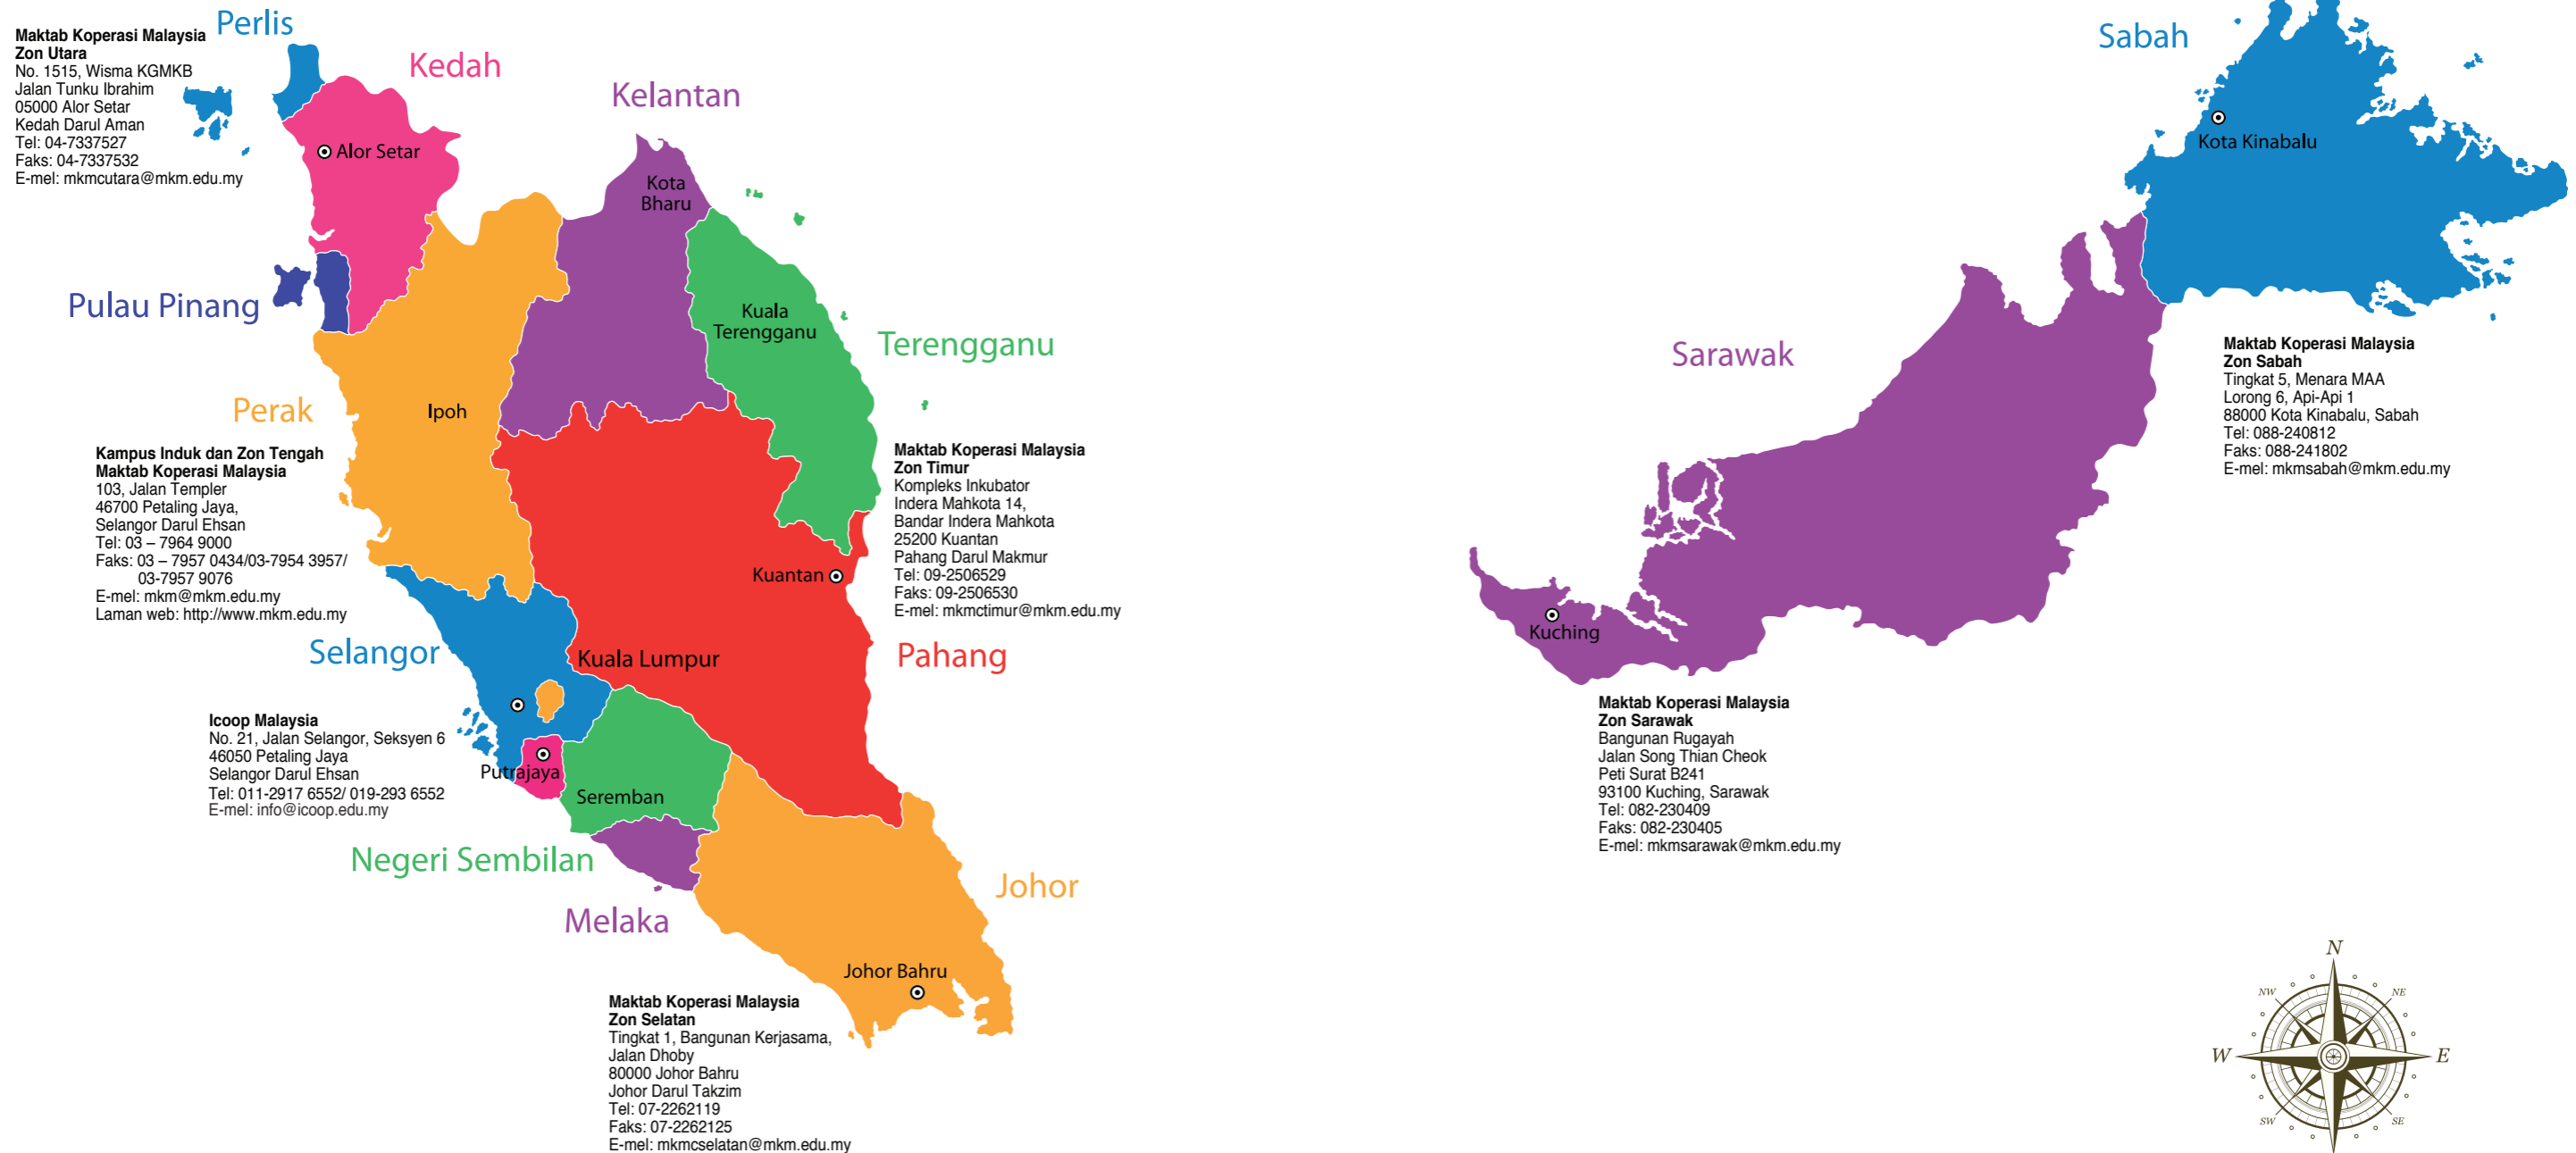 Perlis
Maktab Koperasi Malaysia
Zon Utara
No. 1515, Wisma KGMKB
Jalan Tunku Ibrahim
05000 Alor Setar
Kedah Darul Aman
Tel: 04-7337527
Faks: 04-7337532
E-mel: mkmcutara@mkm.edu.my
Kedah
Alor Setar
Kelantan
Kota
Bharu
Pulau Pinang
Kuala
Terengganu
Terengganu
Perak
Ipoh
Kampus Induk dan Zon Tengah
Maktab Koperasi Malaysia
103, Jalan Templer
46700 Petaling Jaya,
Selangor Darul Ehsan
Tel: 03 – 7964 9000
Faks: 03 – 7957 0434/03-7954 3957/
03-7957 9076
E-mel: mkm@mkm.edu.my
Laman web: http://www.mkm.edu.my
Maktab Koperasi Malaysia
Zon Timur
Kompleks Inkubator
Indera Mahkota 14,
Bandar Indera Mahkota
25200 Kuantan
Pahang Darul Makmur
Tel: 09-2506529
Faks: 09-2506530
E-mel: mkmctimur@mkm.edu.my
Kuantan
Selangor
Kuala Lumpur
Pahang
Icoop Malaysia
No. 21, Jalan Selangor, Seksyen 6
46050 Petaling Jaya
Selangor Darul Ehsan
Tel: 011-2917 6552/ 019-293 6552
E-mel: info@icoop.edu.my
Putrajaya
Seremban
Negeri Sembilan
Melaka
Johor
Johor Bahru
Maktab Koperasi Malaysia
Zon Selatan
Tingkat 1, Bangunan Kerjasama,
Jalan Dhoby
80000 Johor Bahru
Johor Darul Takzim
Tel: 07-2262119
Faks: 07-2262125
E-mel: mkmcselatan@mkm.edu.my
Sabah
Kota Kinabalu
Maktab Koperasi Malaysia
Zon Sabah
Tingkat 5, Menara MAA
Lorong 6, Api-Api 1
88000 Kota Kinabalu, Sabah
Tel: 088-240812
Faks: 088-241802
E-mel: mkmsabah@mkm.edu.my
Sarawak
Kuching
Maktab Koperasi Malaysia
Zon Sarawak
Bangunan Rugayah
Jalan Song Thian Cheok
Peti Surat B241
93100 Kuching, Sarawak
Tel: 082-230409
Faks: 082-230405
E-mel: mkmsarawak@mkm.edu.my
N
NW
NE
W
E
SW
SE